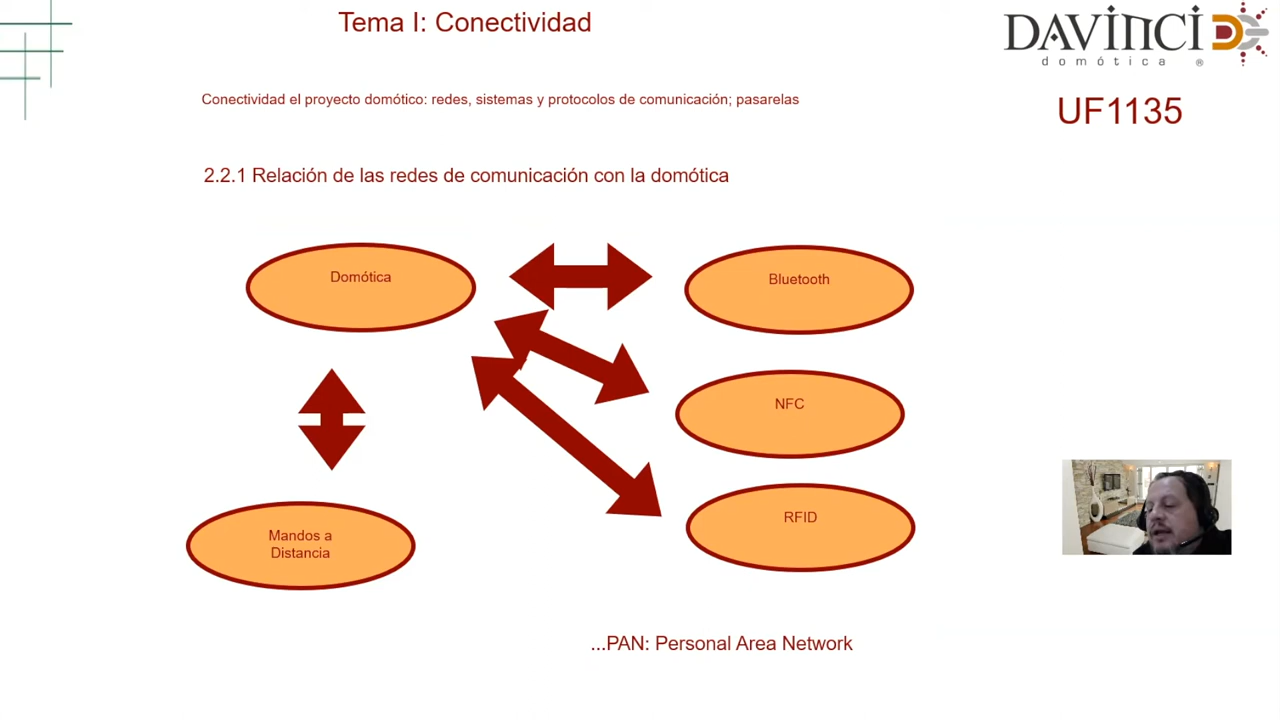 Tema I: Conectividad
DAVINCI
domótica ®
Conectividad el proyecto domótico: redes, sistemas y protocolos de comunicación; pasarelas
UF1135
2.2.1 Relación de las redes de comunicación con la domótica
Domótica
Bluetooth
NFC
RFID
Mandos a
Distancia
...PAN: Personal Area Network